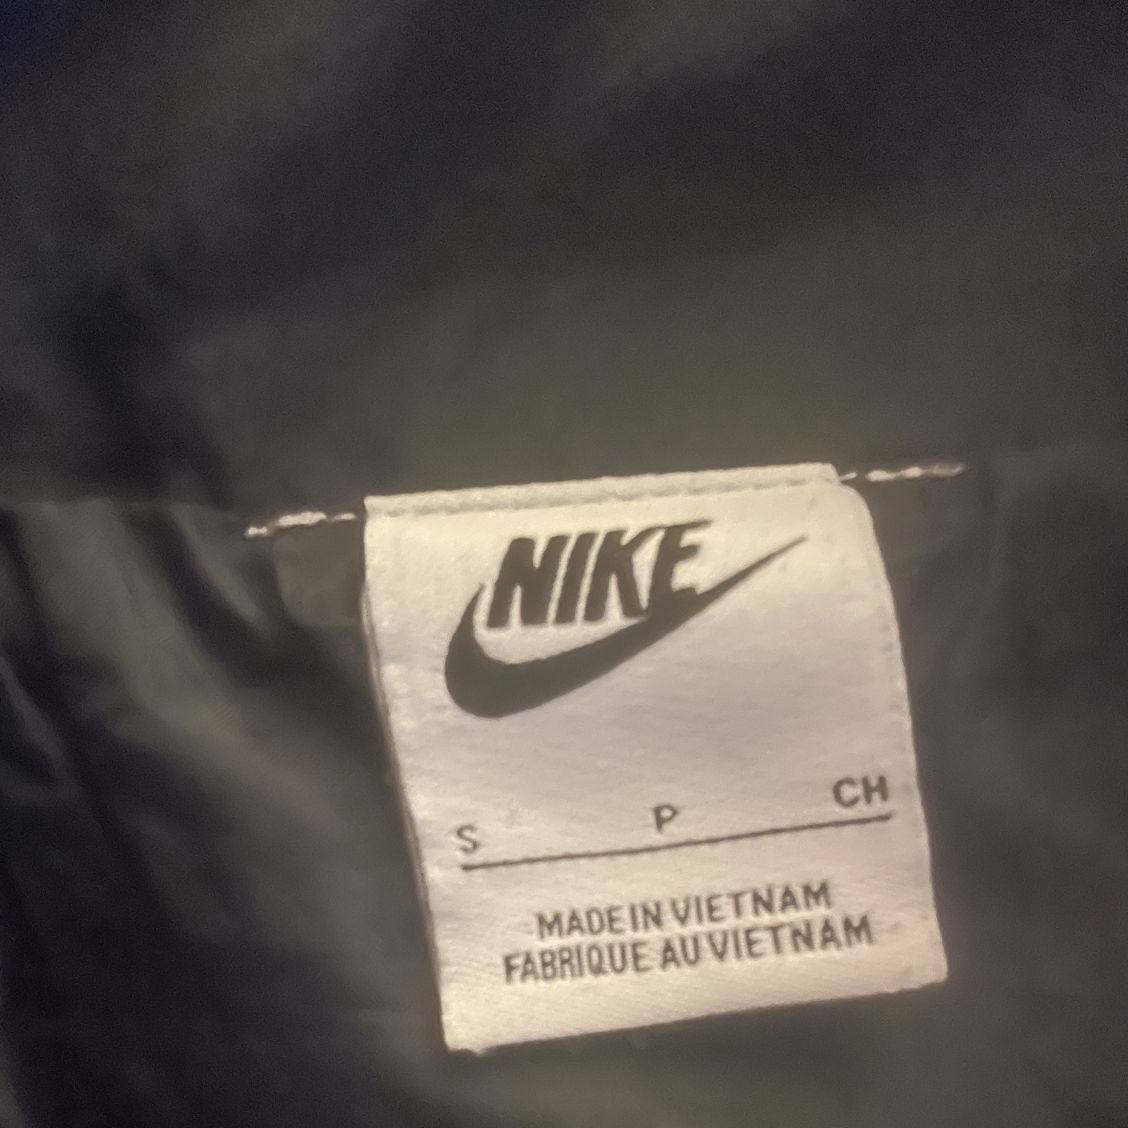 NIKE
S P CH
MADE IN VIETNAM
FABRIQUE AU VIETNAM